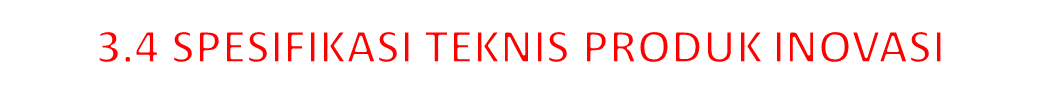 3.4 SPESIFIKASI TEKNIS PRODUK INOVASI